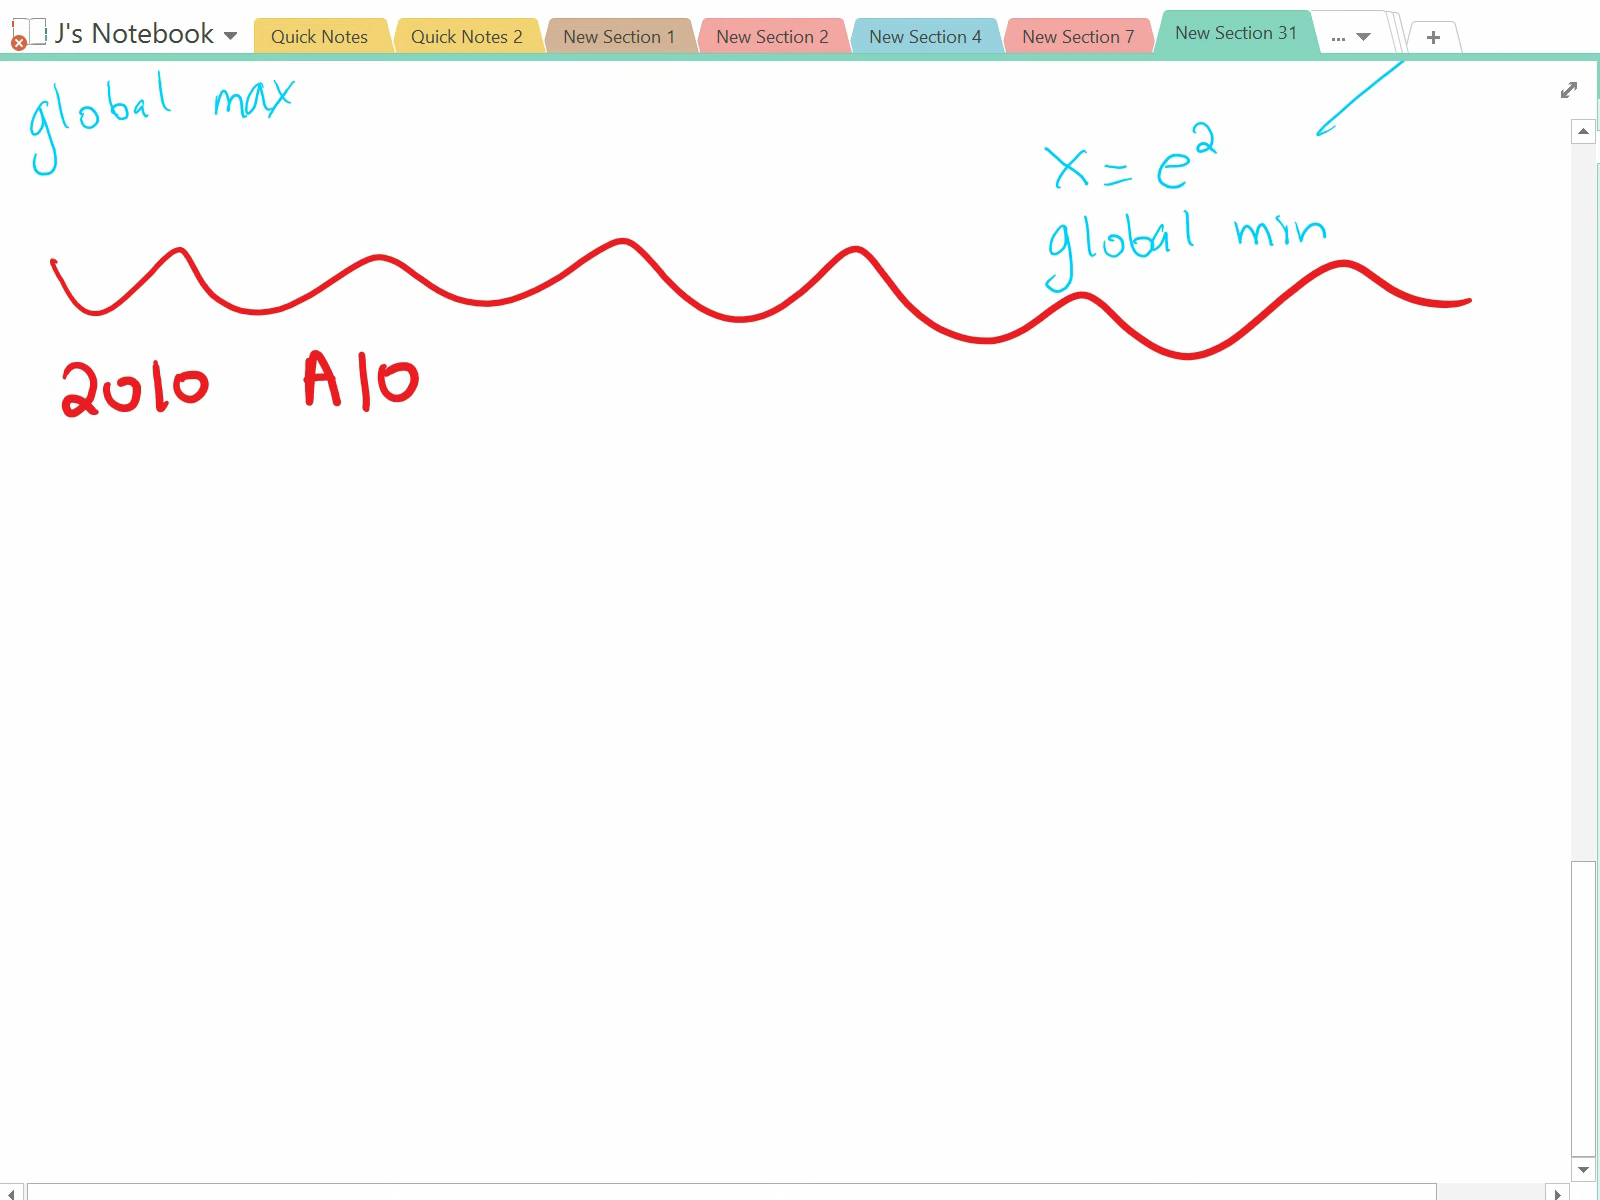 J's Notebook
Quick Notes
Quick Notes 2
New Section 1
New Section 2
New Section 4
New Section 7
New Section 31
...
+
global max
x = e²
global min
2010 A10